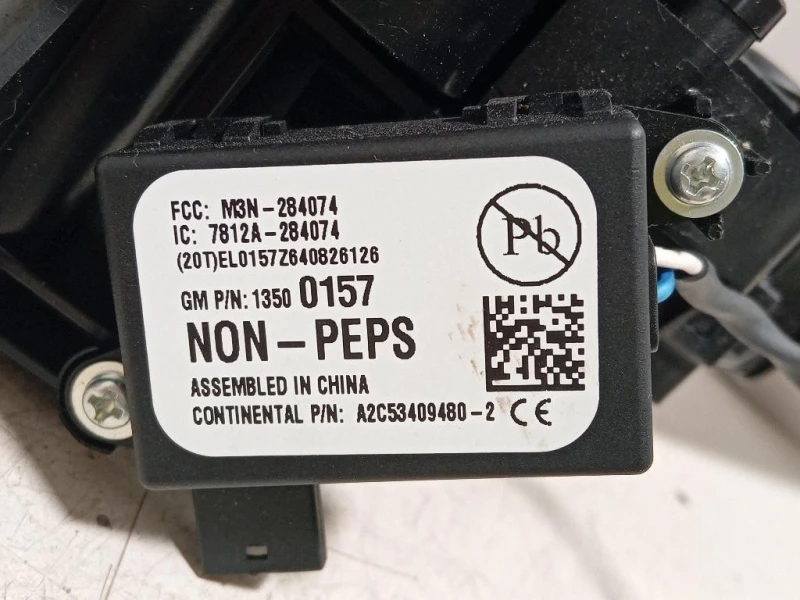 FCC: M3N-284074
IC: 7812A-284074
(20T)EL0157Z640826126
GM P/N: 1350 0157
NON-PEPS
ASSEMBLED IN CHINA
CONTINENTAL P/N: A2C53409480-2 CE
Pb